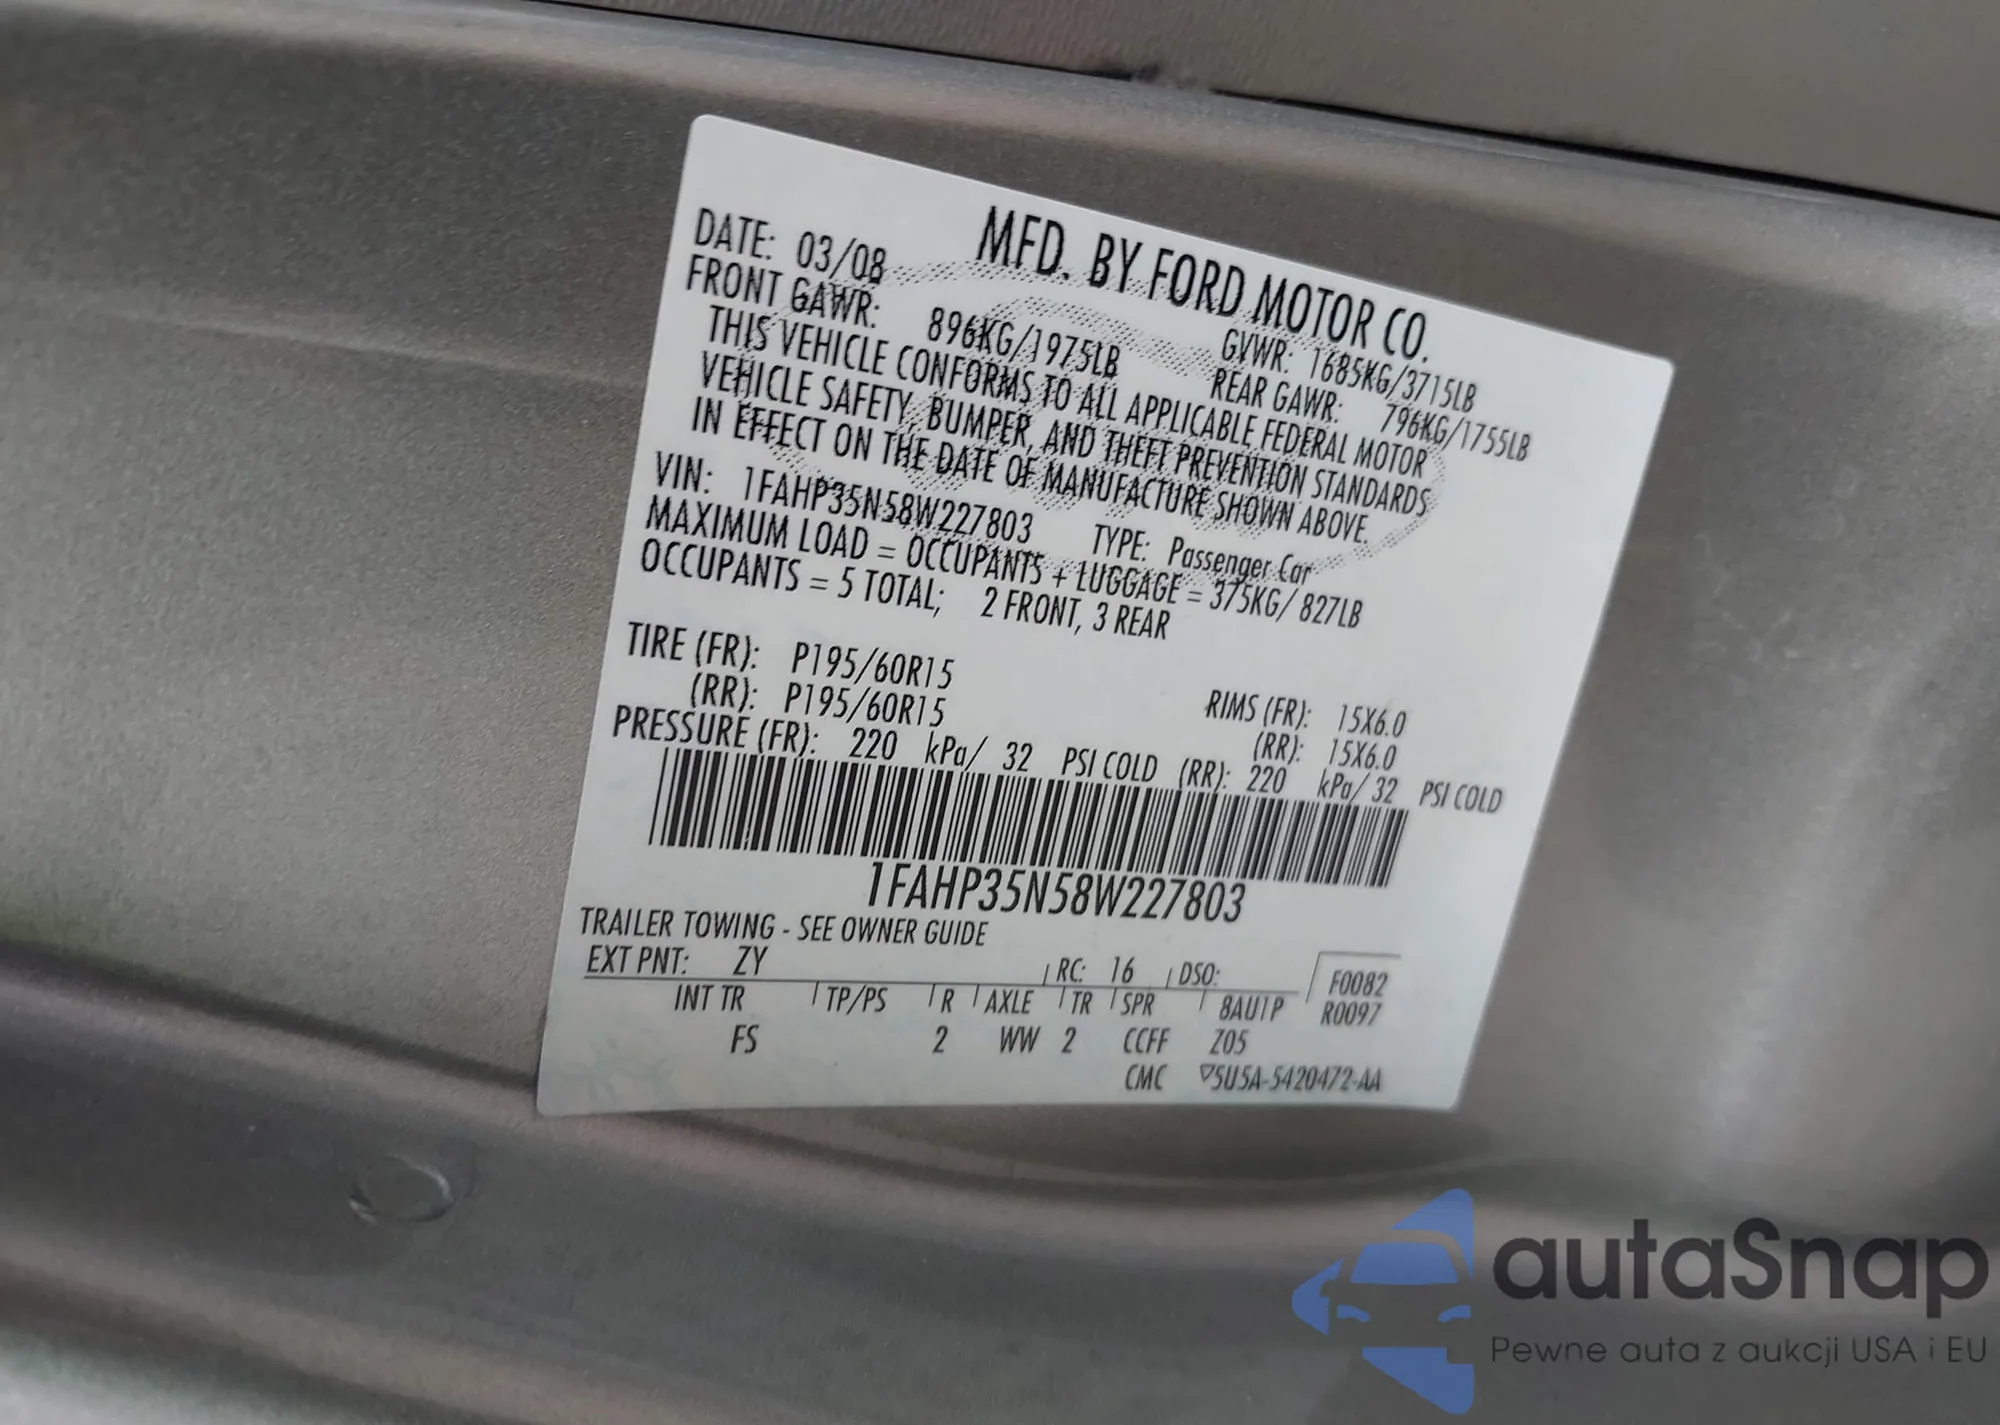 MFD. BY FORD MOTOR CO.
DATE: 03/08 GVWR: 1685KG/3715LB
FRONT GAWR: 896KG/1975LB REAR GAWR: 796KG/1755LB
THIS VEHICLE CONFORMS TO ALL APPLICABLE FEDERAL MOTOR
VEHICLE SAFETY, BUMPER, AND THEFT PREVENTION STANDARDS
IN EFFECT ON THE DATE OF MANUFACTURE SHOWN ABOVE.
VIN: 1FAHP35N58W227803 TYPE: Passenger Car
MAXIMUM LOAD = OCCUPANTS + LUGGAGE = 375KG/ 827LB
OCCUPANTS = 5 TOTAL; 2 FRONT, 3 REAR
TIRE (FR): P195/60R15 RIMS (FR): 15X6.0
(RR): P195/60R15 (RR): 15X6.0
PRESSURE (FR): 220 kPa/ 32 PSI COLD (RR): 220 kPa/ 32 PSI COLD
1FAHP35N58W227803
TRAILER TOWING - SEE OWNER GUIDE
EXT PNT: ZY RC: 16 DSO: F0082
INT TR TP/PS R AXLE TR SPR 8AU1P R0097
FS 2 WW 2 CCFF Z05
CMC ▽5U5A-5420472-AA
autaSnap
Pewne auta z aukcji USA i EU